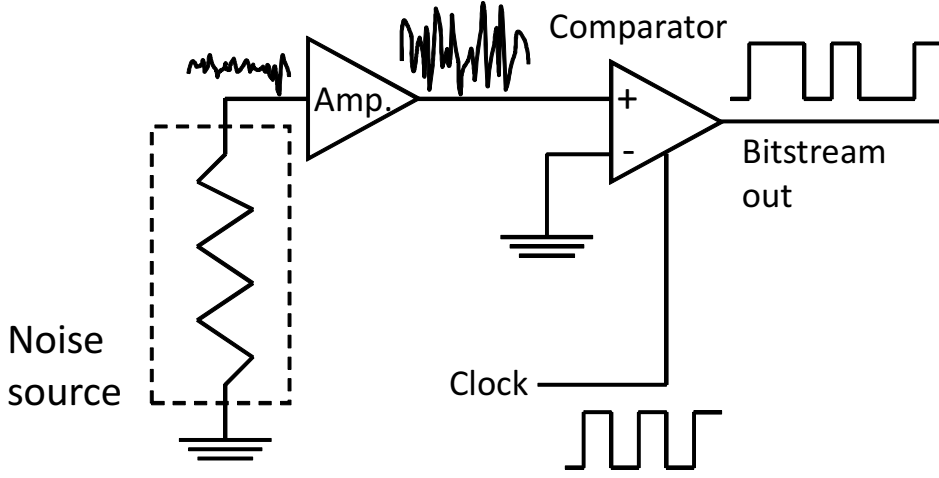 Comparator
Amp.
+
-
Bitstream
out
Noise
source
Clock